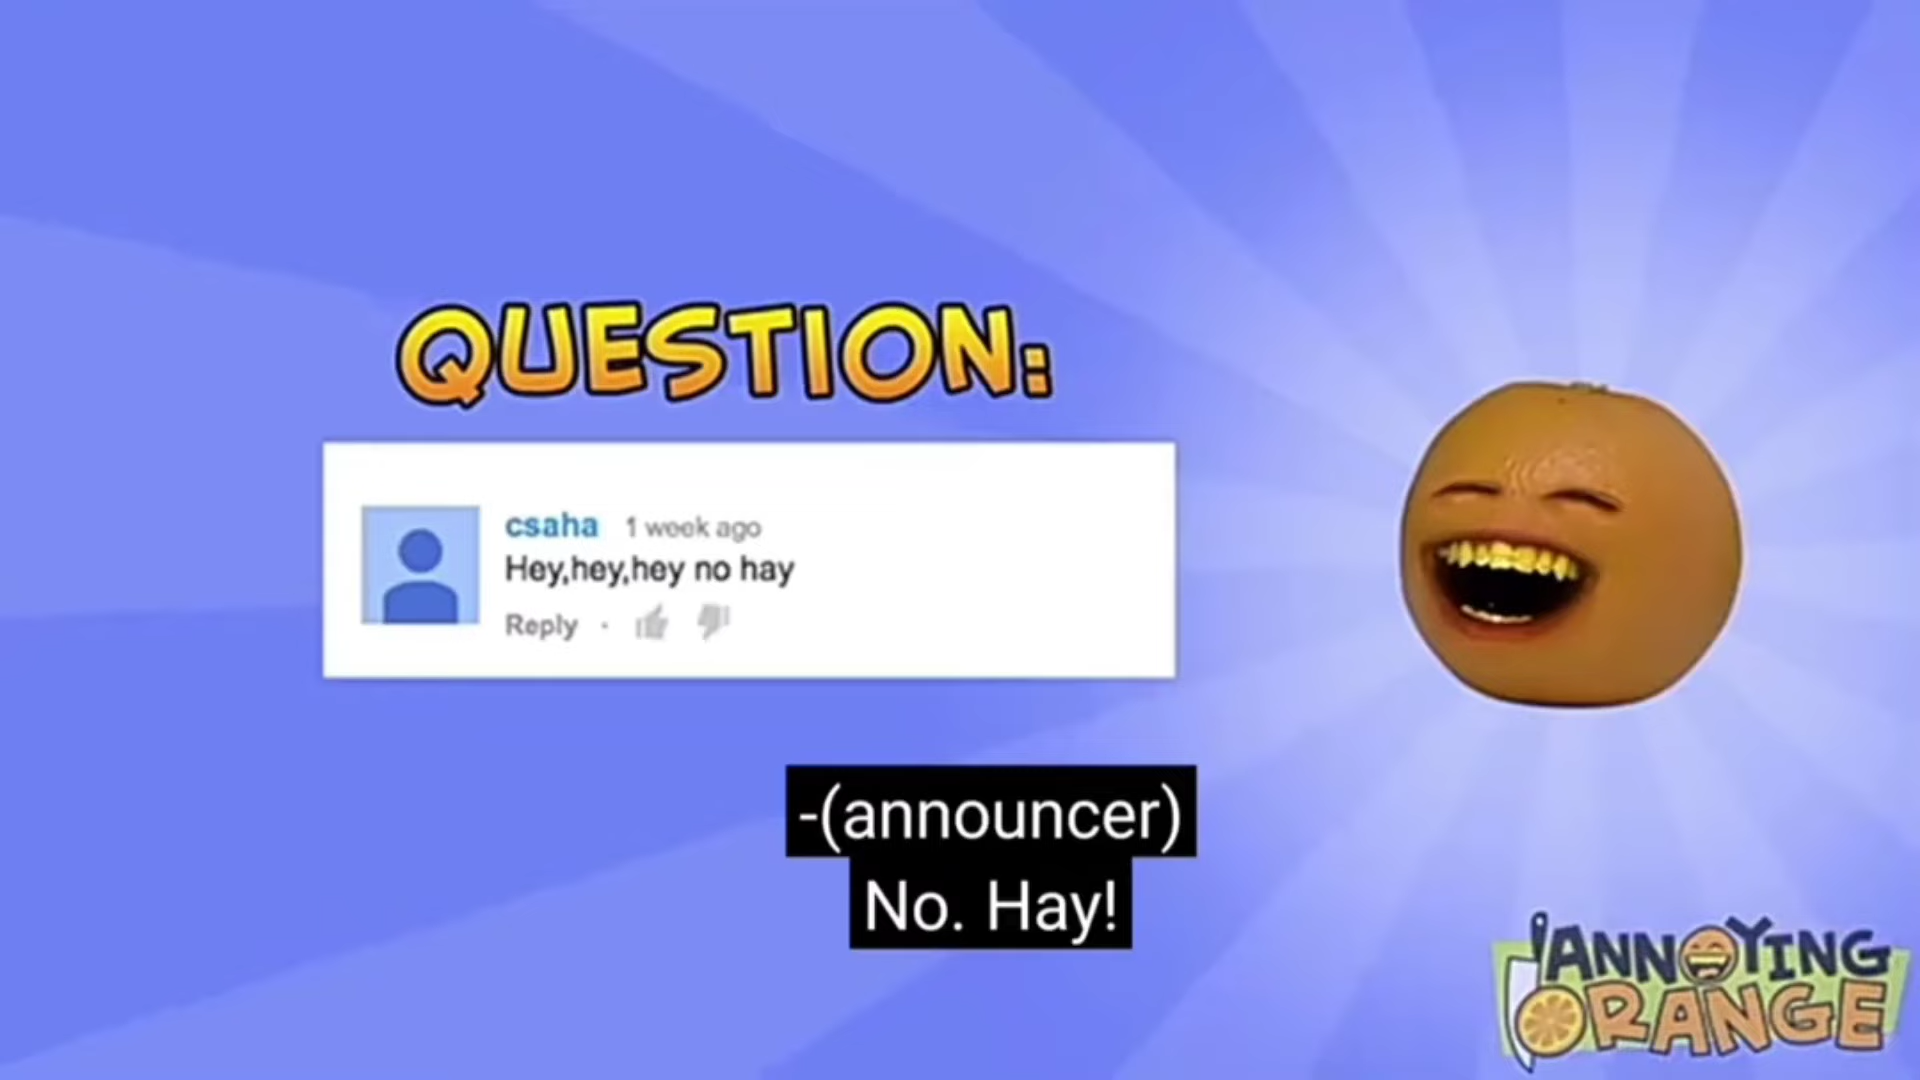 QUESTION:
csaha 1 week ago
Hey,hey,hey no hay
Reply ·
-(announcer)
No. Hay!
ANNOYING
ORANGE